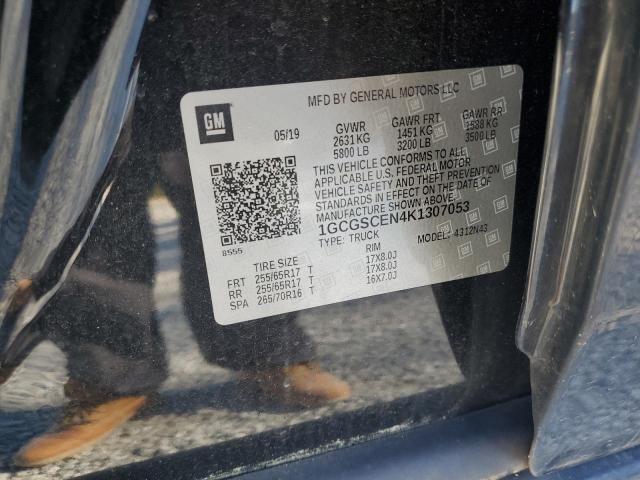 GM
MFD BY GENERAL MOTORS LLC
05/19
GVWR GAWR FRT GAWR RR
2631 KG 1451 KG 1588 KG
5800 LB 3200 LB 3500 LB
THIS VEHICLE CONFORMS TO ALL
APPLICABLE U.S. FEDERAL MOTOR
VEHICLE SAFETY AND THEFT PREVENTION
STANDARDS IN EFFECT ON THE DATE OF
MANUFACTURE SHOWN ABOVE.
1GCGSCEN4K1307053
TYPE: TRUCK MODEL: 4312N43
8555
TIRE SIZE RIM
FRT 255/65R17 T 17X8.0J
RR 255/65R17 T 17X8.0J
SPA 265/70R16 T 16X7.0J